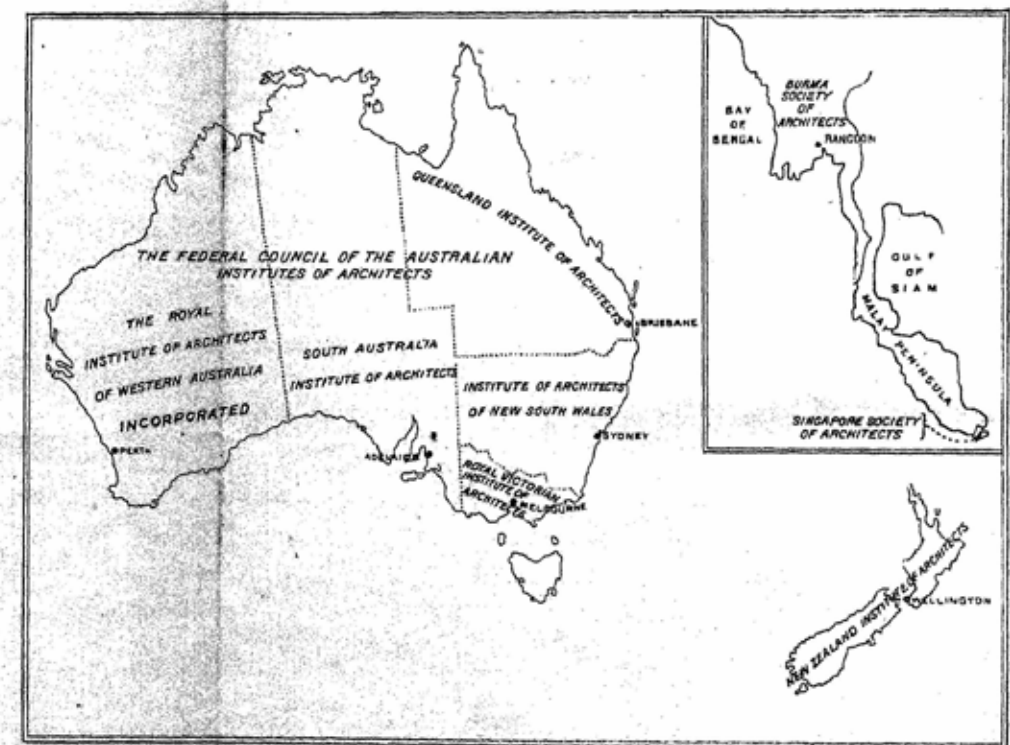 THE FEDERAL COUNCIL OF THE AUSTRALIAN
INSTITUTES OF ARCHITECTS
QUEENSLAND INSTITUTE OF ARCHITECTS
BRISBANE
THE ROYAL
INSTITUTE OF ARCHITECTS
OF WESTERN AUSTRALIA
INCORPORATED
PERTH
SOUTH AUSTRALIA
INSTITUTE OF ARCHITECTS
ADELAIDE
INSTITUTE OF ARCHITECTS
OF NEW SOUTH WALES
SYDNEY
ROYAL VICTORIAN
INSTITUTE OF
ARCHITECTS
MELBOURNE
BAY
OF
BENGAL
BURMA
SOCIETY
OF
ARCHITECTS
RANGOON
GULF
OF
SIAM
MALAY
PENINSULA
SINGAPORE SOCIETY
OF ARCHITECTS
NEW ZEALAND INSTITUTE OF ARCHITECTS
WELLINGTON